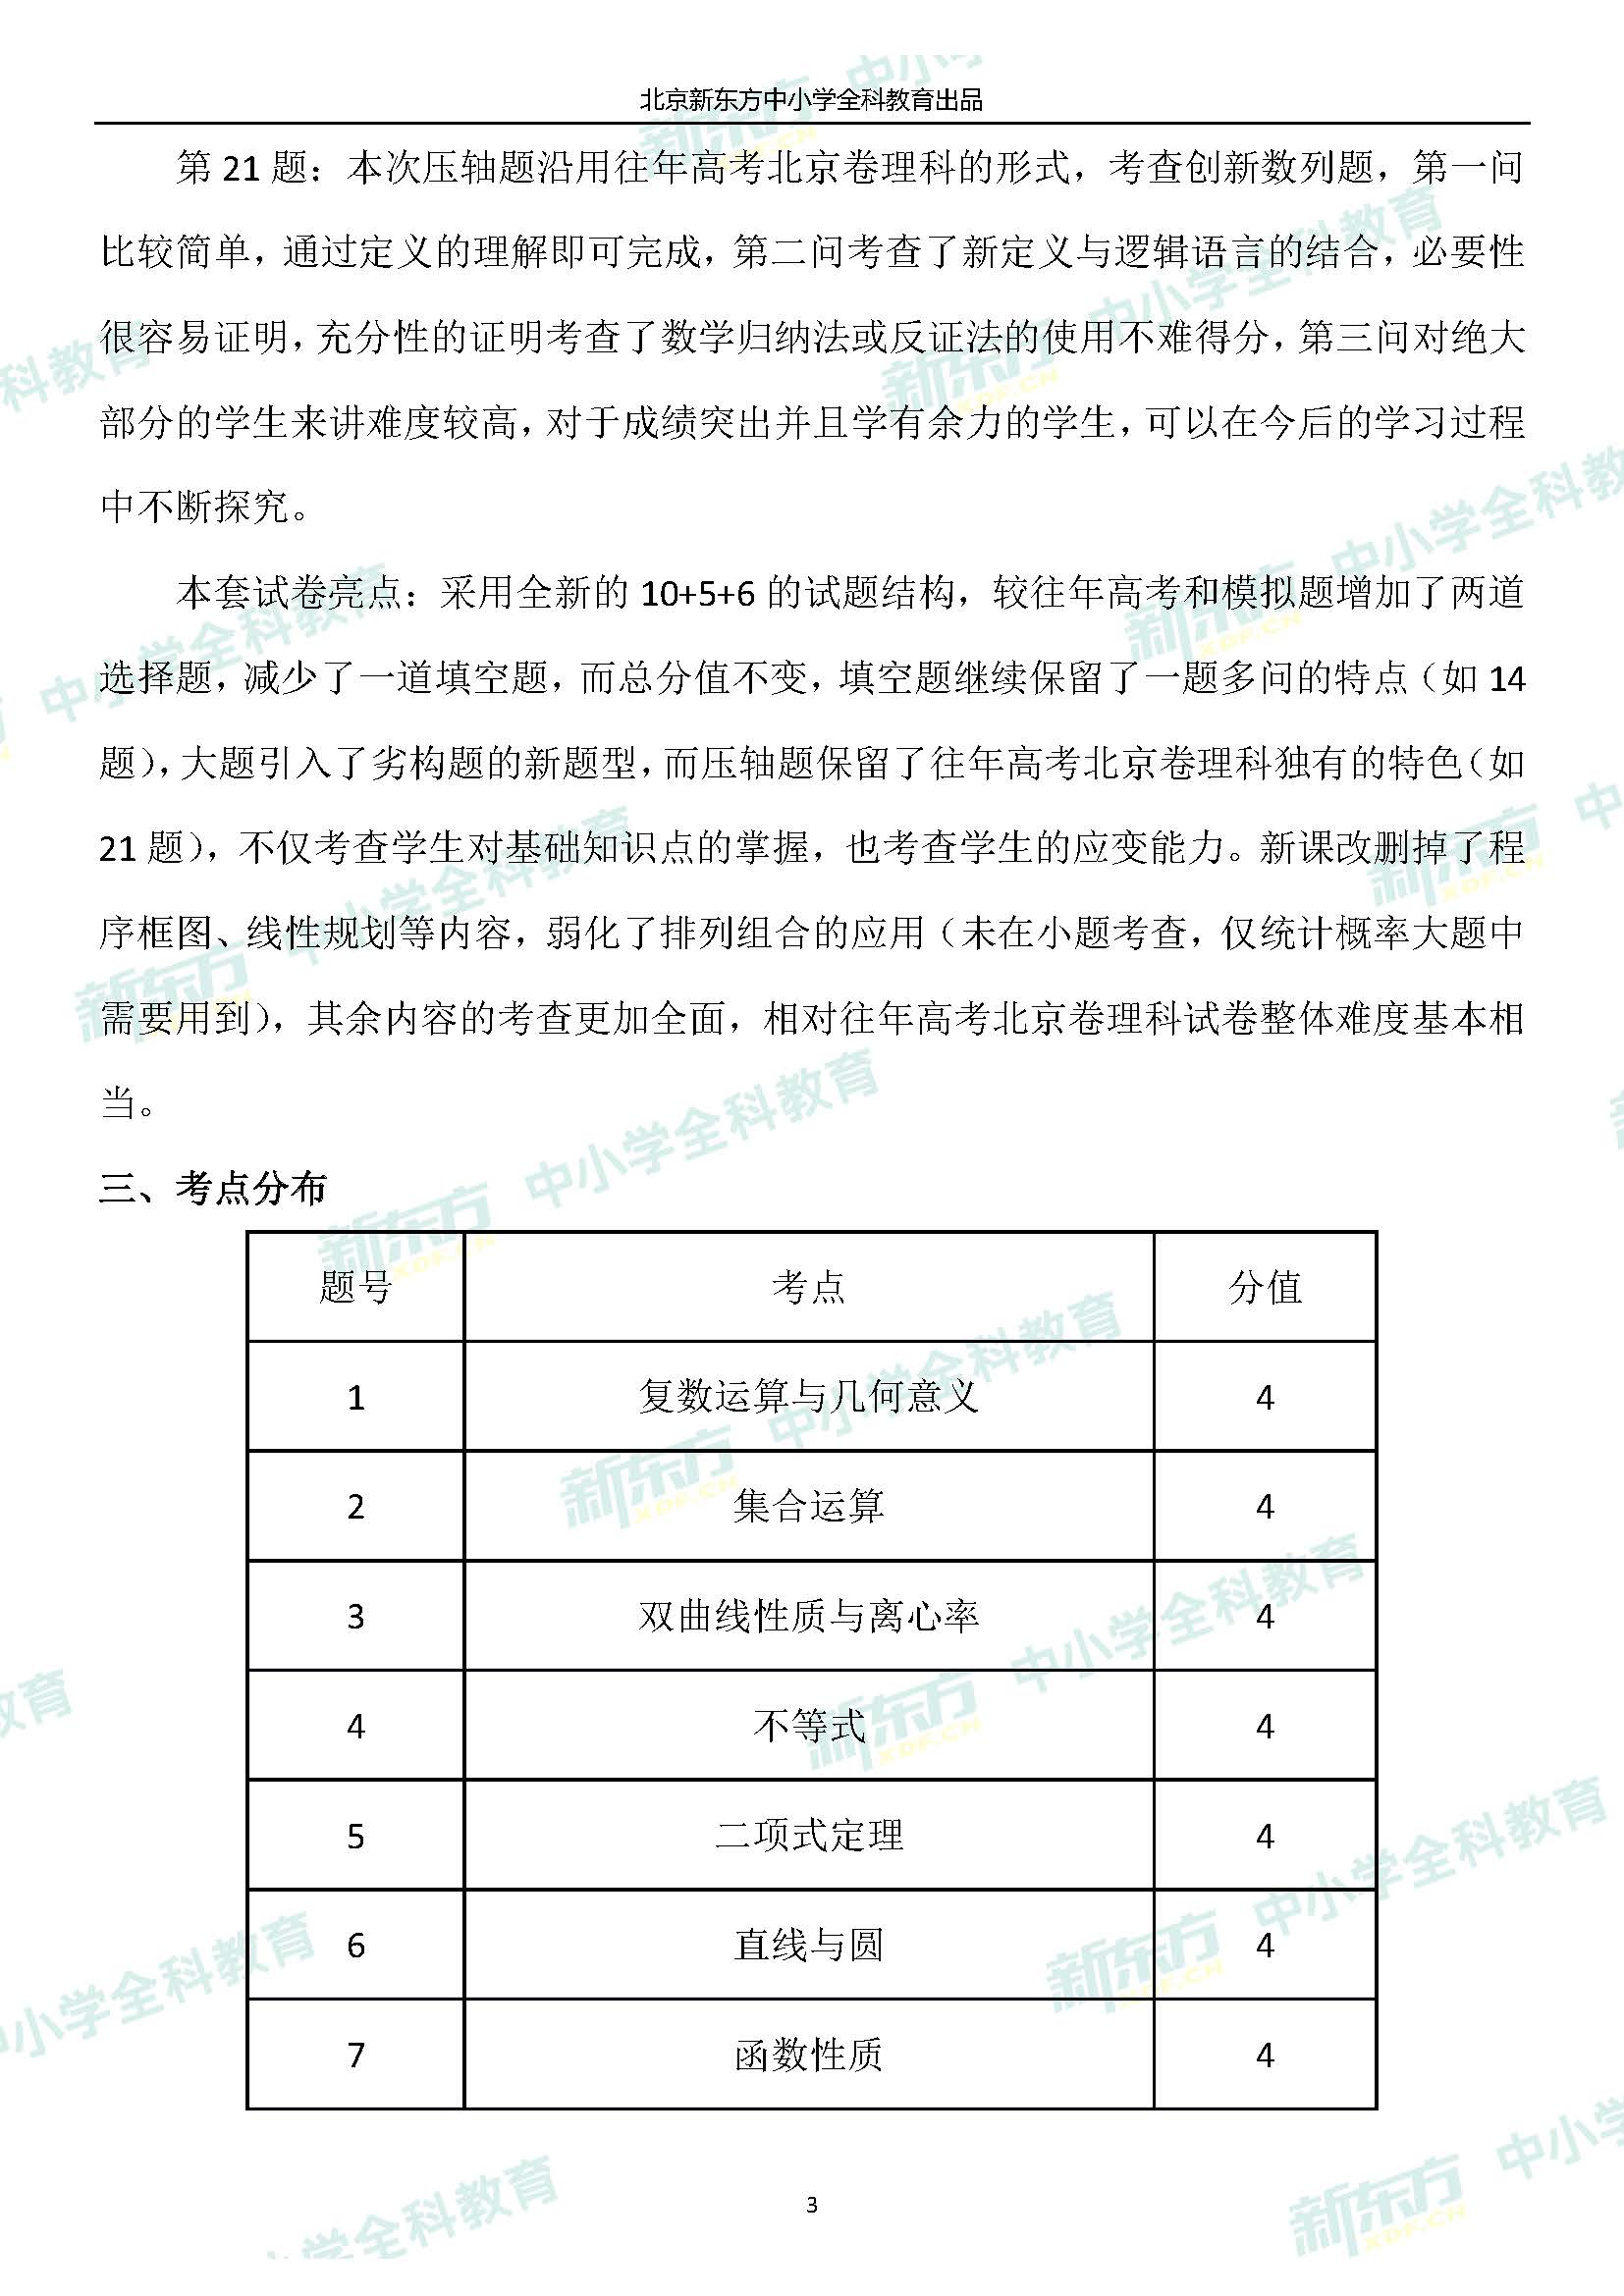 北京新东方中小学全科教育出品
第 21 题：本次压轴题沿用往年高考北京卷理科的形式，考查创新数列题，第一问
比较简单，通过定义的理解即可完成，第二问考查了新定义与逻辑语言的结合，必要性
很容易证明，充分性的证明考查了数学归纳法或反证法的使用不难得分，第三问对绝大
部分的学生来讲难度较高，对于成绩突出并且学有余力的学生，可以在今后的学习过程
中不断探究。
本套试卷亮点：采用全新的 10+5+6 的试题结构，较往年高考和模拟题增加了两道
选择题，减少了一道填空题，而总分值不变，填空题继续保留了一题多问的特点（如 14
题），大题引入了劣构题的新题型，而压轴题保留了往年高考北京卷理科独有的特色（如
21 题），不仅考查学生对基础知识点的掌握，也考查学生的应变能力。新课改删掉了程
序框图、线性规划等内容，弱化了排列组合的应用（未在小题考查，仅统计概率大题中
需要用到），其余内容的考查更加全面，相对往年高考北京卷理科试卷整体难度基本相
当。
三、考点分布
题号 考点 分值
1 复数运算与几何意义 4
2 集合运算 4
3 双曲线性质与离心率 4
4 不等式 4
5 二项式定理 4
6 直线与圆 4
7 函数性质 4
3
新东方 XDF.CN 中小学全科教育